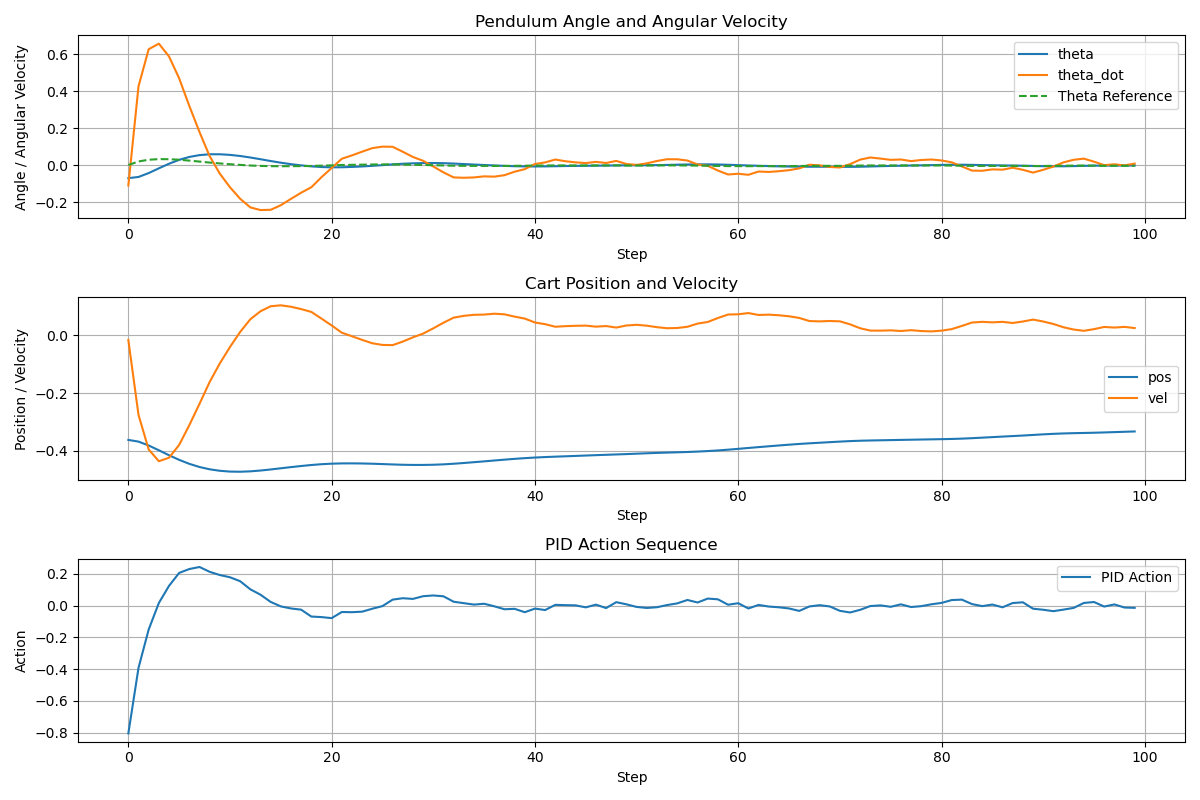 Pendulum Angle and Angular Velocity
Angle / Angular Velocity
0.6
0.4
0.2
0.0
−0.2
theta
theta_dot
Theta Reference
0 20 40 60 80 100
Step
Cart Position and Velocity
Position / Velocity
0.0
−0.2
−0.4
pos
vel
0 20 40 60 80 100
Step
PID Action Sequence
Action
0.2
0.0
−0.2
−0.4
−0.6
−0.8
PID Action
0 20 40 60 80 100
Step